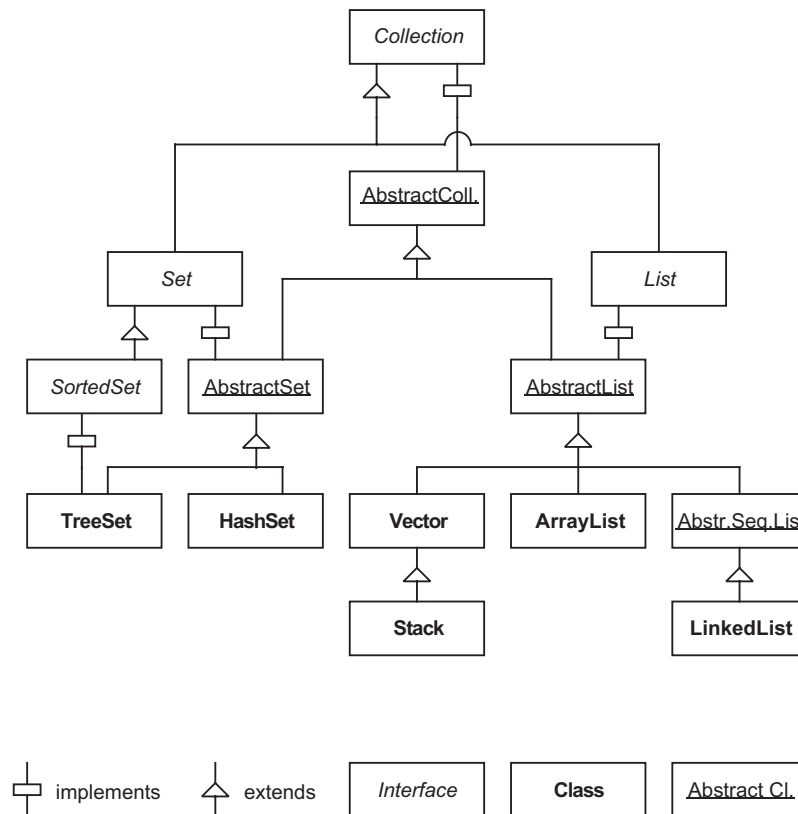 Collection
AbstractColl.
Set
List
SortedSet
AbstractSet
AbstractList
TreeSet
HashSet
Vector
ArrayList
Abstr.Seq.Lis
Stack
LinkedList
implements
extends
Interface
Class
Abstract Cl.